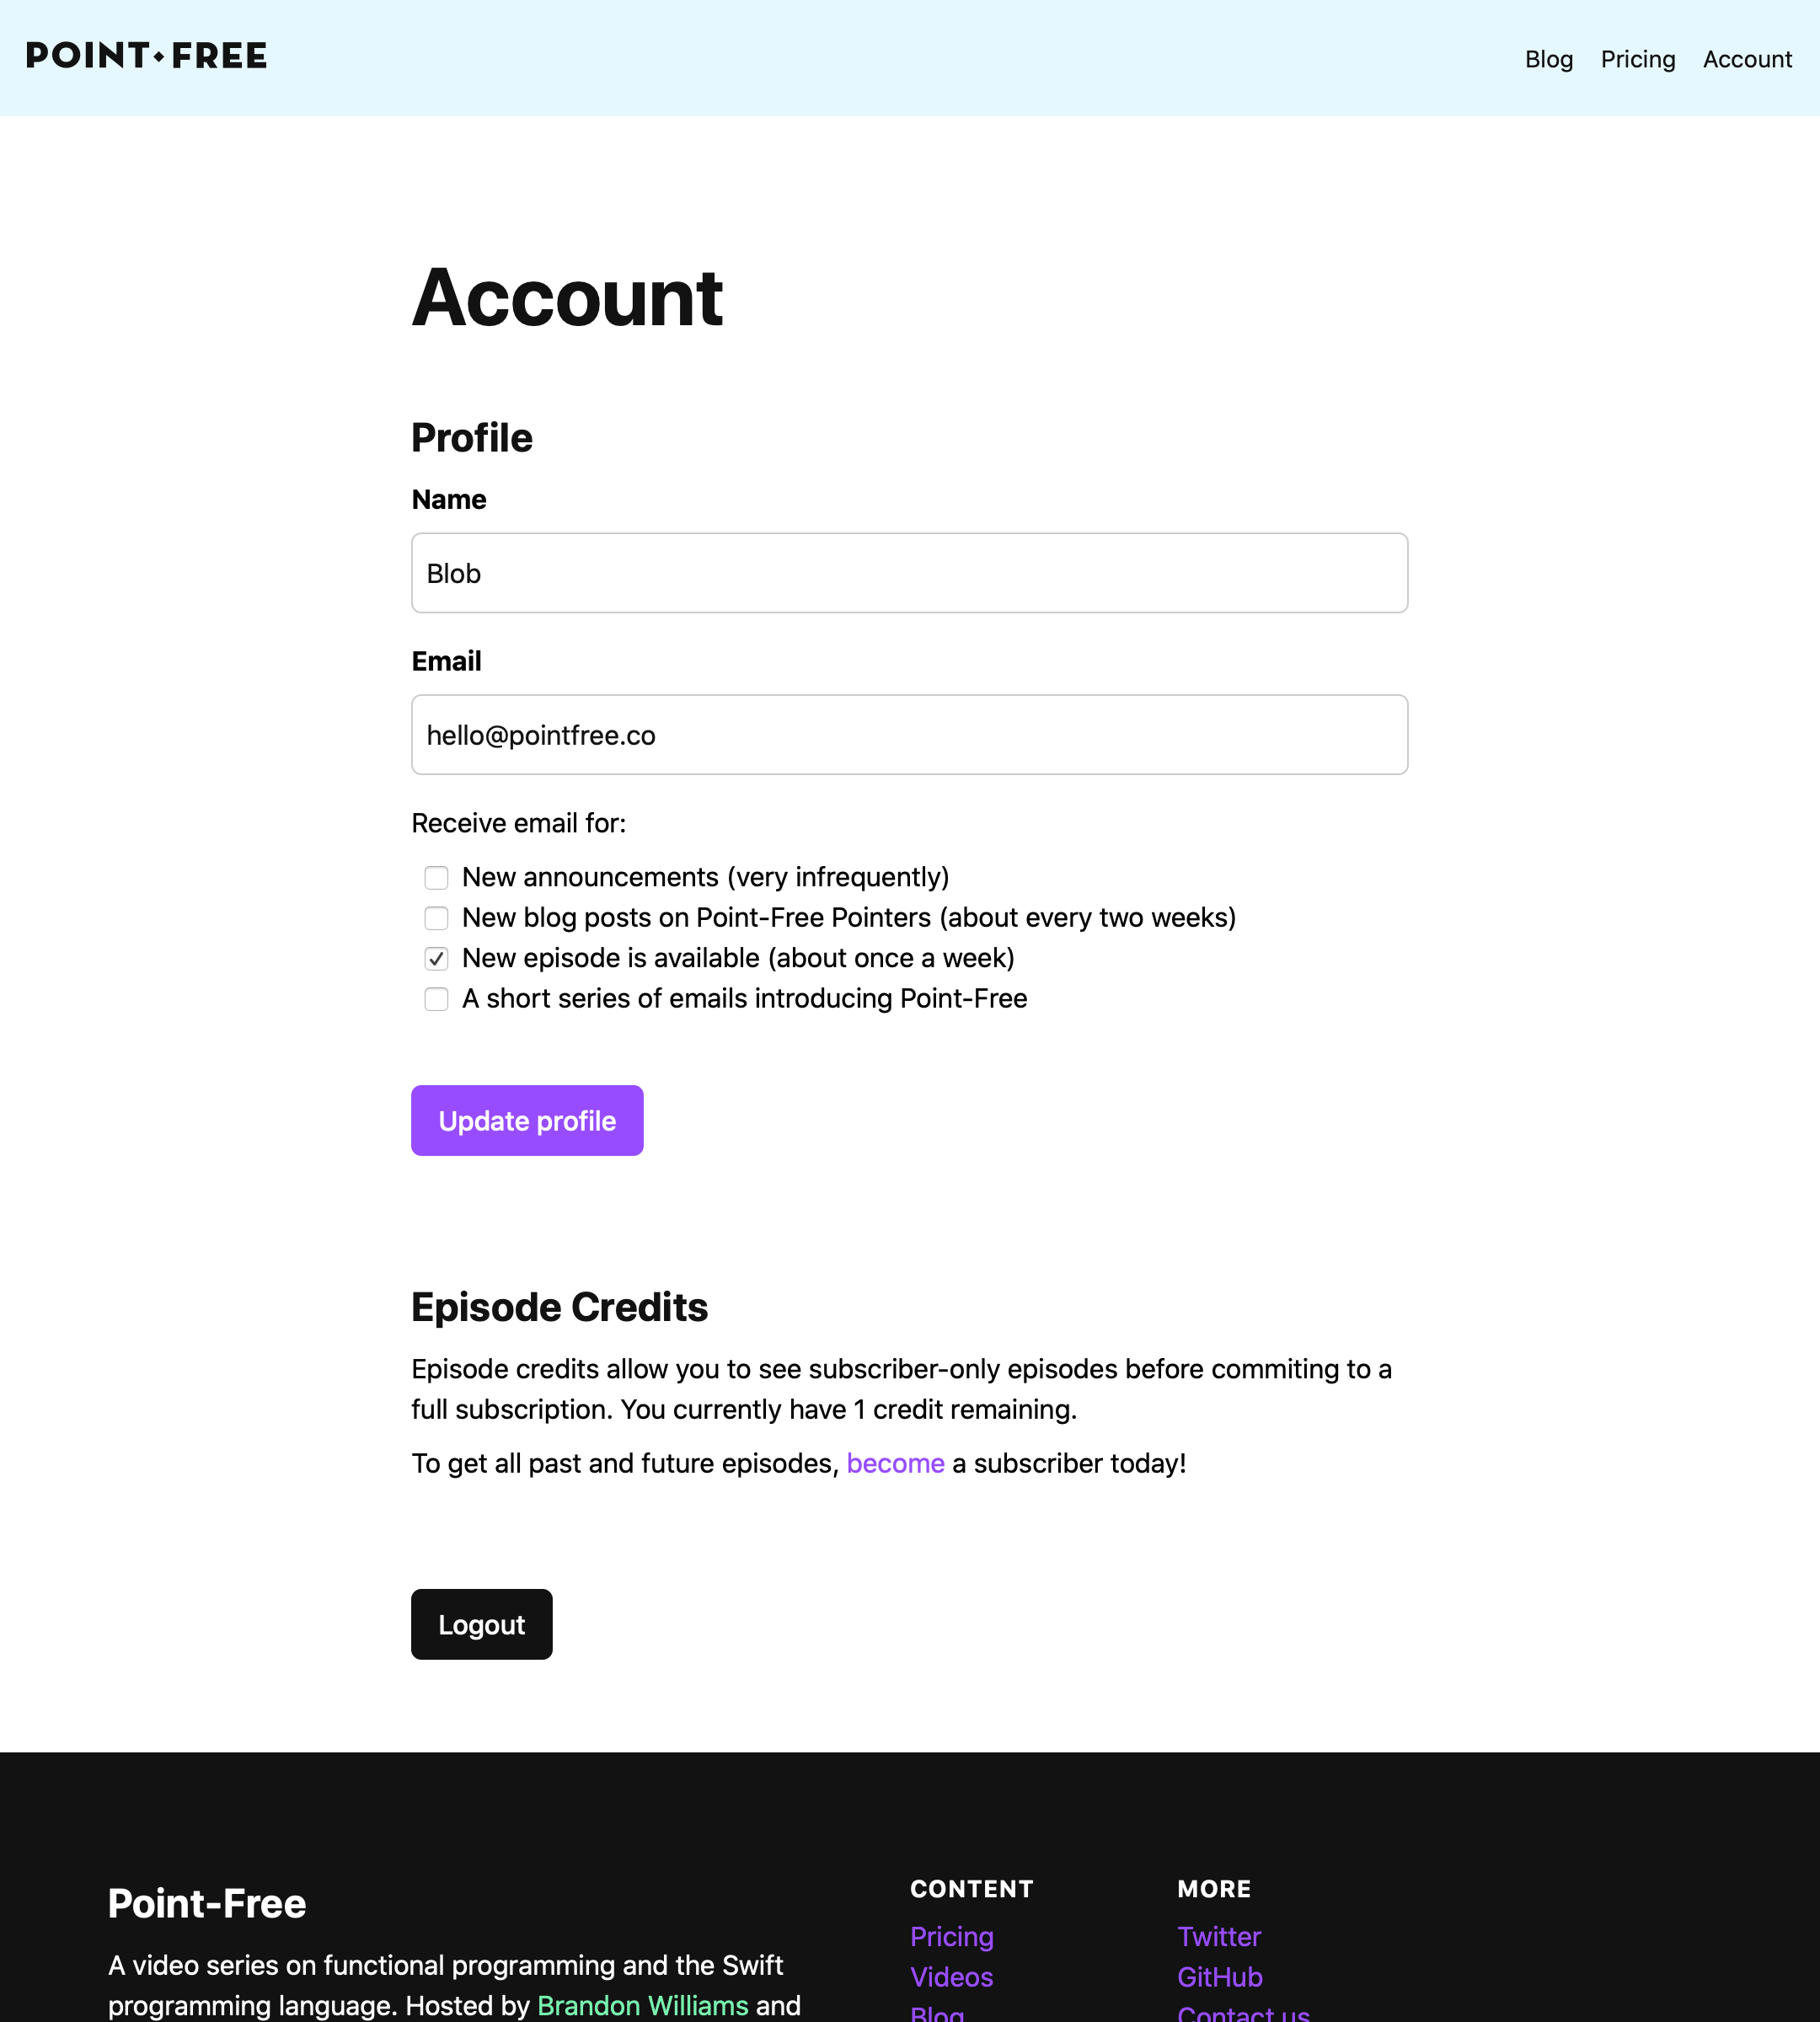 POINT⬥FREE
Blog Pricing Account
Account
Profile
Name
Blob
Email
hello@pointfree.co
Receive email for:
New announcements (very infrequently)
New blog posts on Point-Free Pointers (about every two weeks)
New episode is available (about once a week)
A short series of emails introducing Point-Free
Update profile
Episode Credits
Episode credits allow you to see subscriber-only episodes before commiting to a
full subscription. You currently have 1 credit remaining.
To get all past and future episodes, become a subscriber today!
Logout
Point-Free
A video series on functional programming and the Swift
programming language. Hosted by Brandon Williams and
CONTENT
Pricing
Videos
Blog
MORE
Twitter
GitHub
Contact us